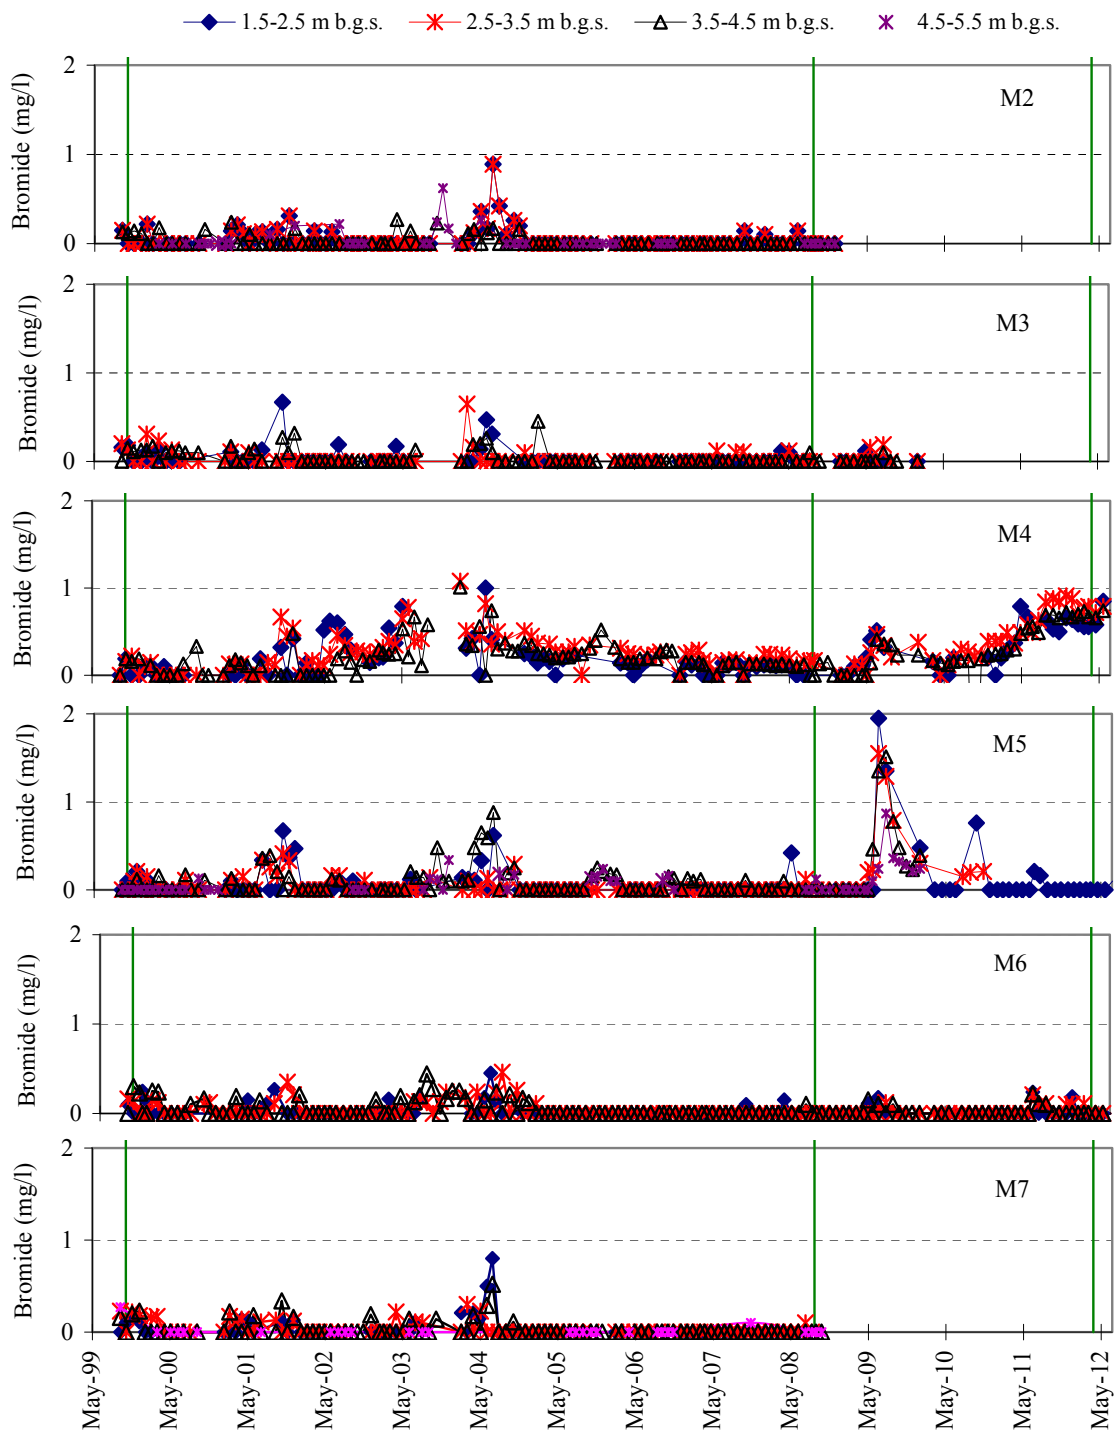 1.5-2.5 m b.g.s. 2.5-3.5 m b.g.s. 3.5-4.5 m b.g.s. 4.5-5.5 m b.g.s.
Bromide (mg/l)
2
1
0
M2
Bromide (mg/l)
2
1
0
M3
Bromide (mg/l)
2
1
0
M4
Bromide (mg/l)
2
1
0
M5
Bromide (mg/l)
2
1
0
M6
Bromide (mg/l)
2
1
0
M7
May-99 May-00 May-01 May-02 May-03 May-04 May-05 May-06 May-07 May-08 May-09 May-10 May-11 May-12